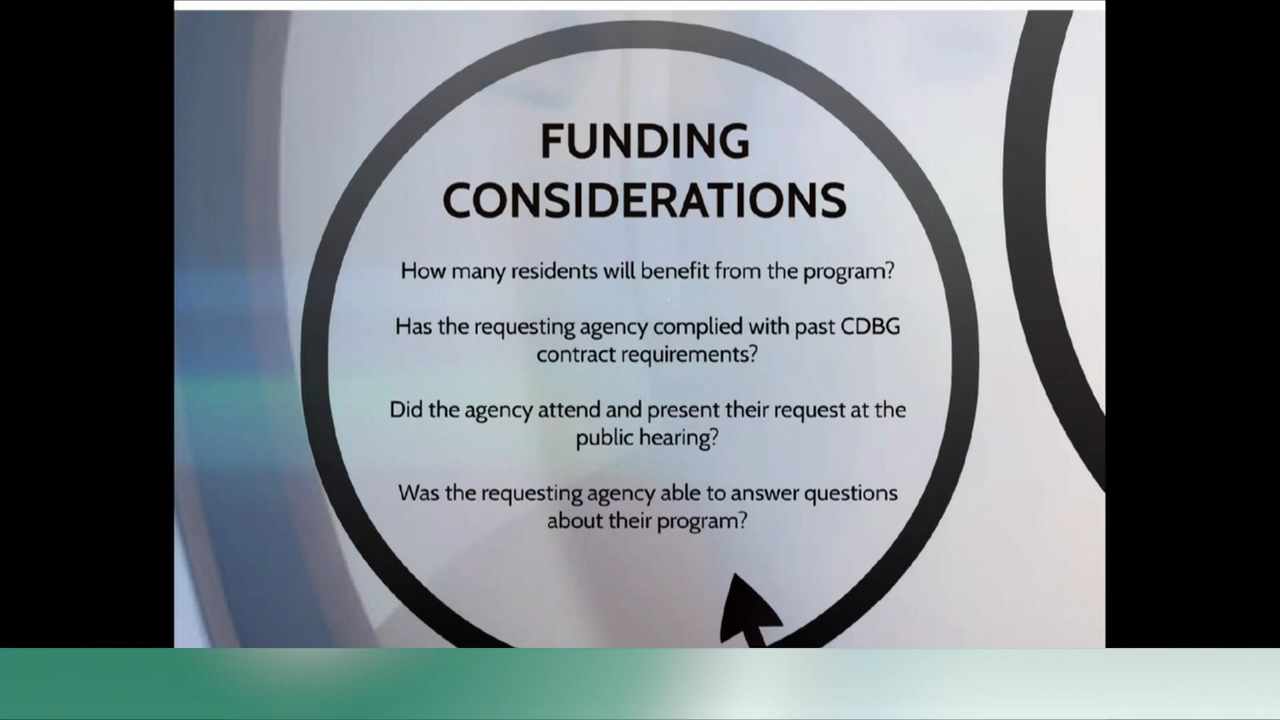 FUNDING
CONSIDERATIONS
How many residents will benefit from the program?
Has the requesting agency complied with past CDBG
contract requirements?
Did the agency attend and present their request at the
public hearing?
Was the requesting agency able to answer questions
about their program?